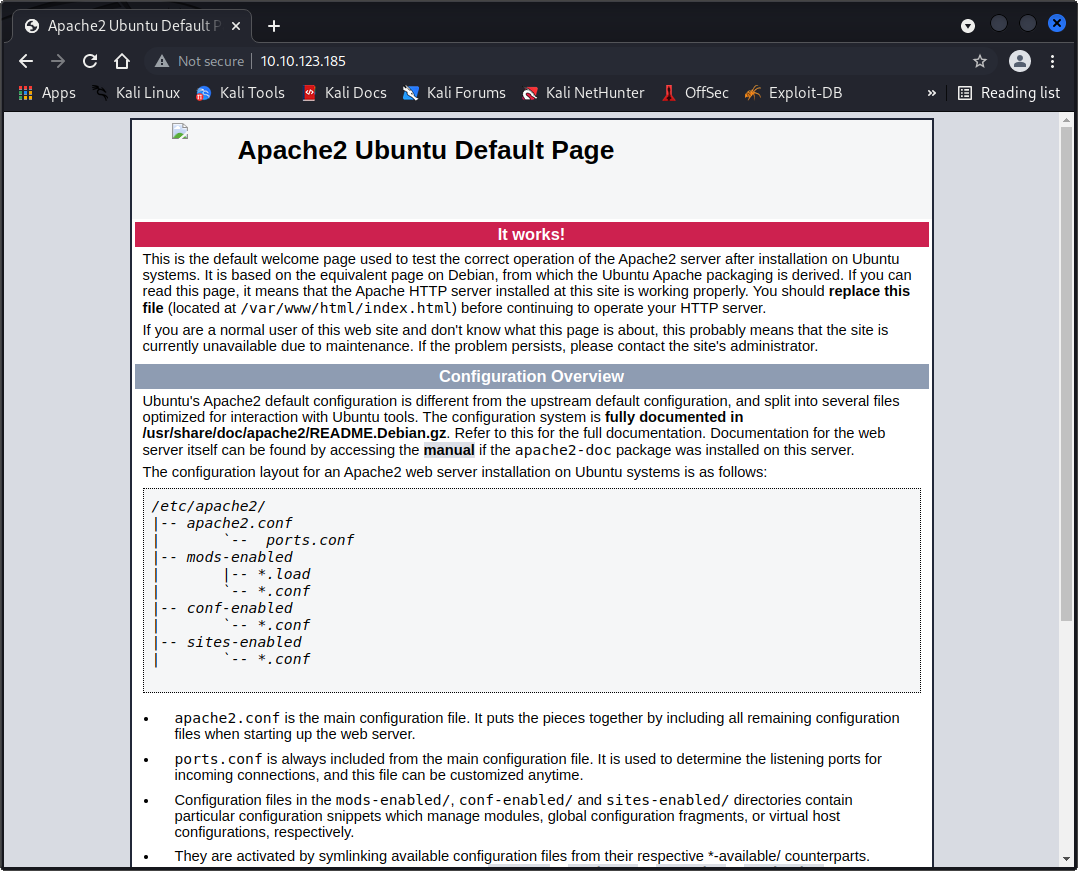 Apache2 Ubuntu Default P
Not secure 10.10.123.185
Apps Kali Linux Kali Tools Kali Docs Kali Forums Kali NetHunter OffSec Exploit-DB » Reading list
Apache2 Ubuntu Default Page
It works!
This is the default welcome page used to test the correct operation of the Apache2 server after installation on Ubuntu
systems. It is based on the equivalent page on Debian, from which the Ubuntu Apache packaging is derived. If you can
read this page, it means that the Apache HTTP server installed at this site is working properly. You should replace this
file (located at /var/www/html/index.html) before continuing to operate your HTTP server.
If you are a normal user of this web site and don't know what this page is about, this probably means that the site is
currently unavailable due to maintenance. If the problem persists, please contact the site's administrator.
Configuration Overview
Ubuntu's Apache2 default configuration is different from the upstream default configuration, and split into several files
optimized for interaction with Ubuntu tools. The configuration system is fully documented in
/usr/share/doc/apache2/README.Debian.gz. Refer to this for the full documentation. Documentation for the web
server itself can be found by accessing the manual if the apache2-doc package was installed on this server.
The configuration layout for an Apache2 web server installation on Ubuntu systems is as follows:
/etc/apache2/
|-- apache2.conf
|       `--  ports.conf
|-- mods-enabled
|       |-- *.load
|       `-- *.conf
|-- conf-enabled
|       `-- *.conf
|-- sites-enabled
|       `-- *.conf
• apache2.conf is the main configuration file. It puts the pieces together by including all remaining configuration
files when starting up the web server.
• ports.conf is always included from the main configuration file. It is used to determine the listening ports for
incoming connections, and this file can be customized anytime.
• Configuration files in the mods-enabled/, conf-enabled/ and sites-enabled/ directories contain
particular configuration snippets which manage modules, global configuration fragments, or virtual host
configurations, respectively.
• They are activated by symlinking available configuration files from their respective *-available/ counterparts.